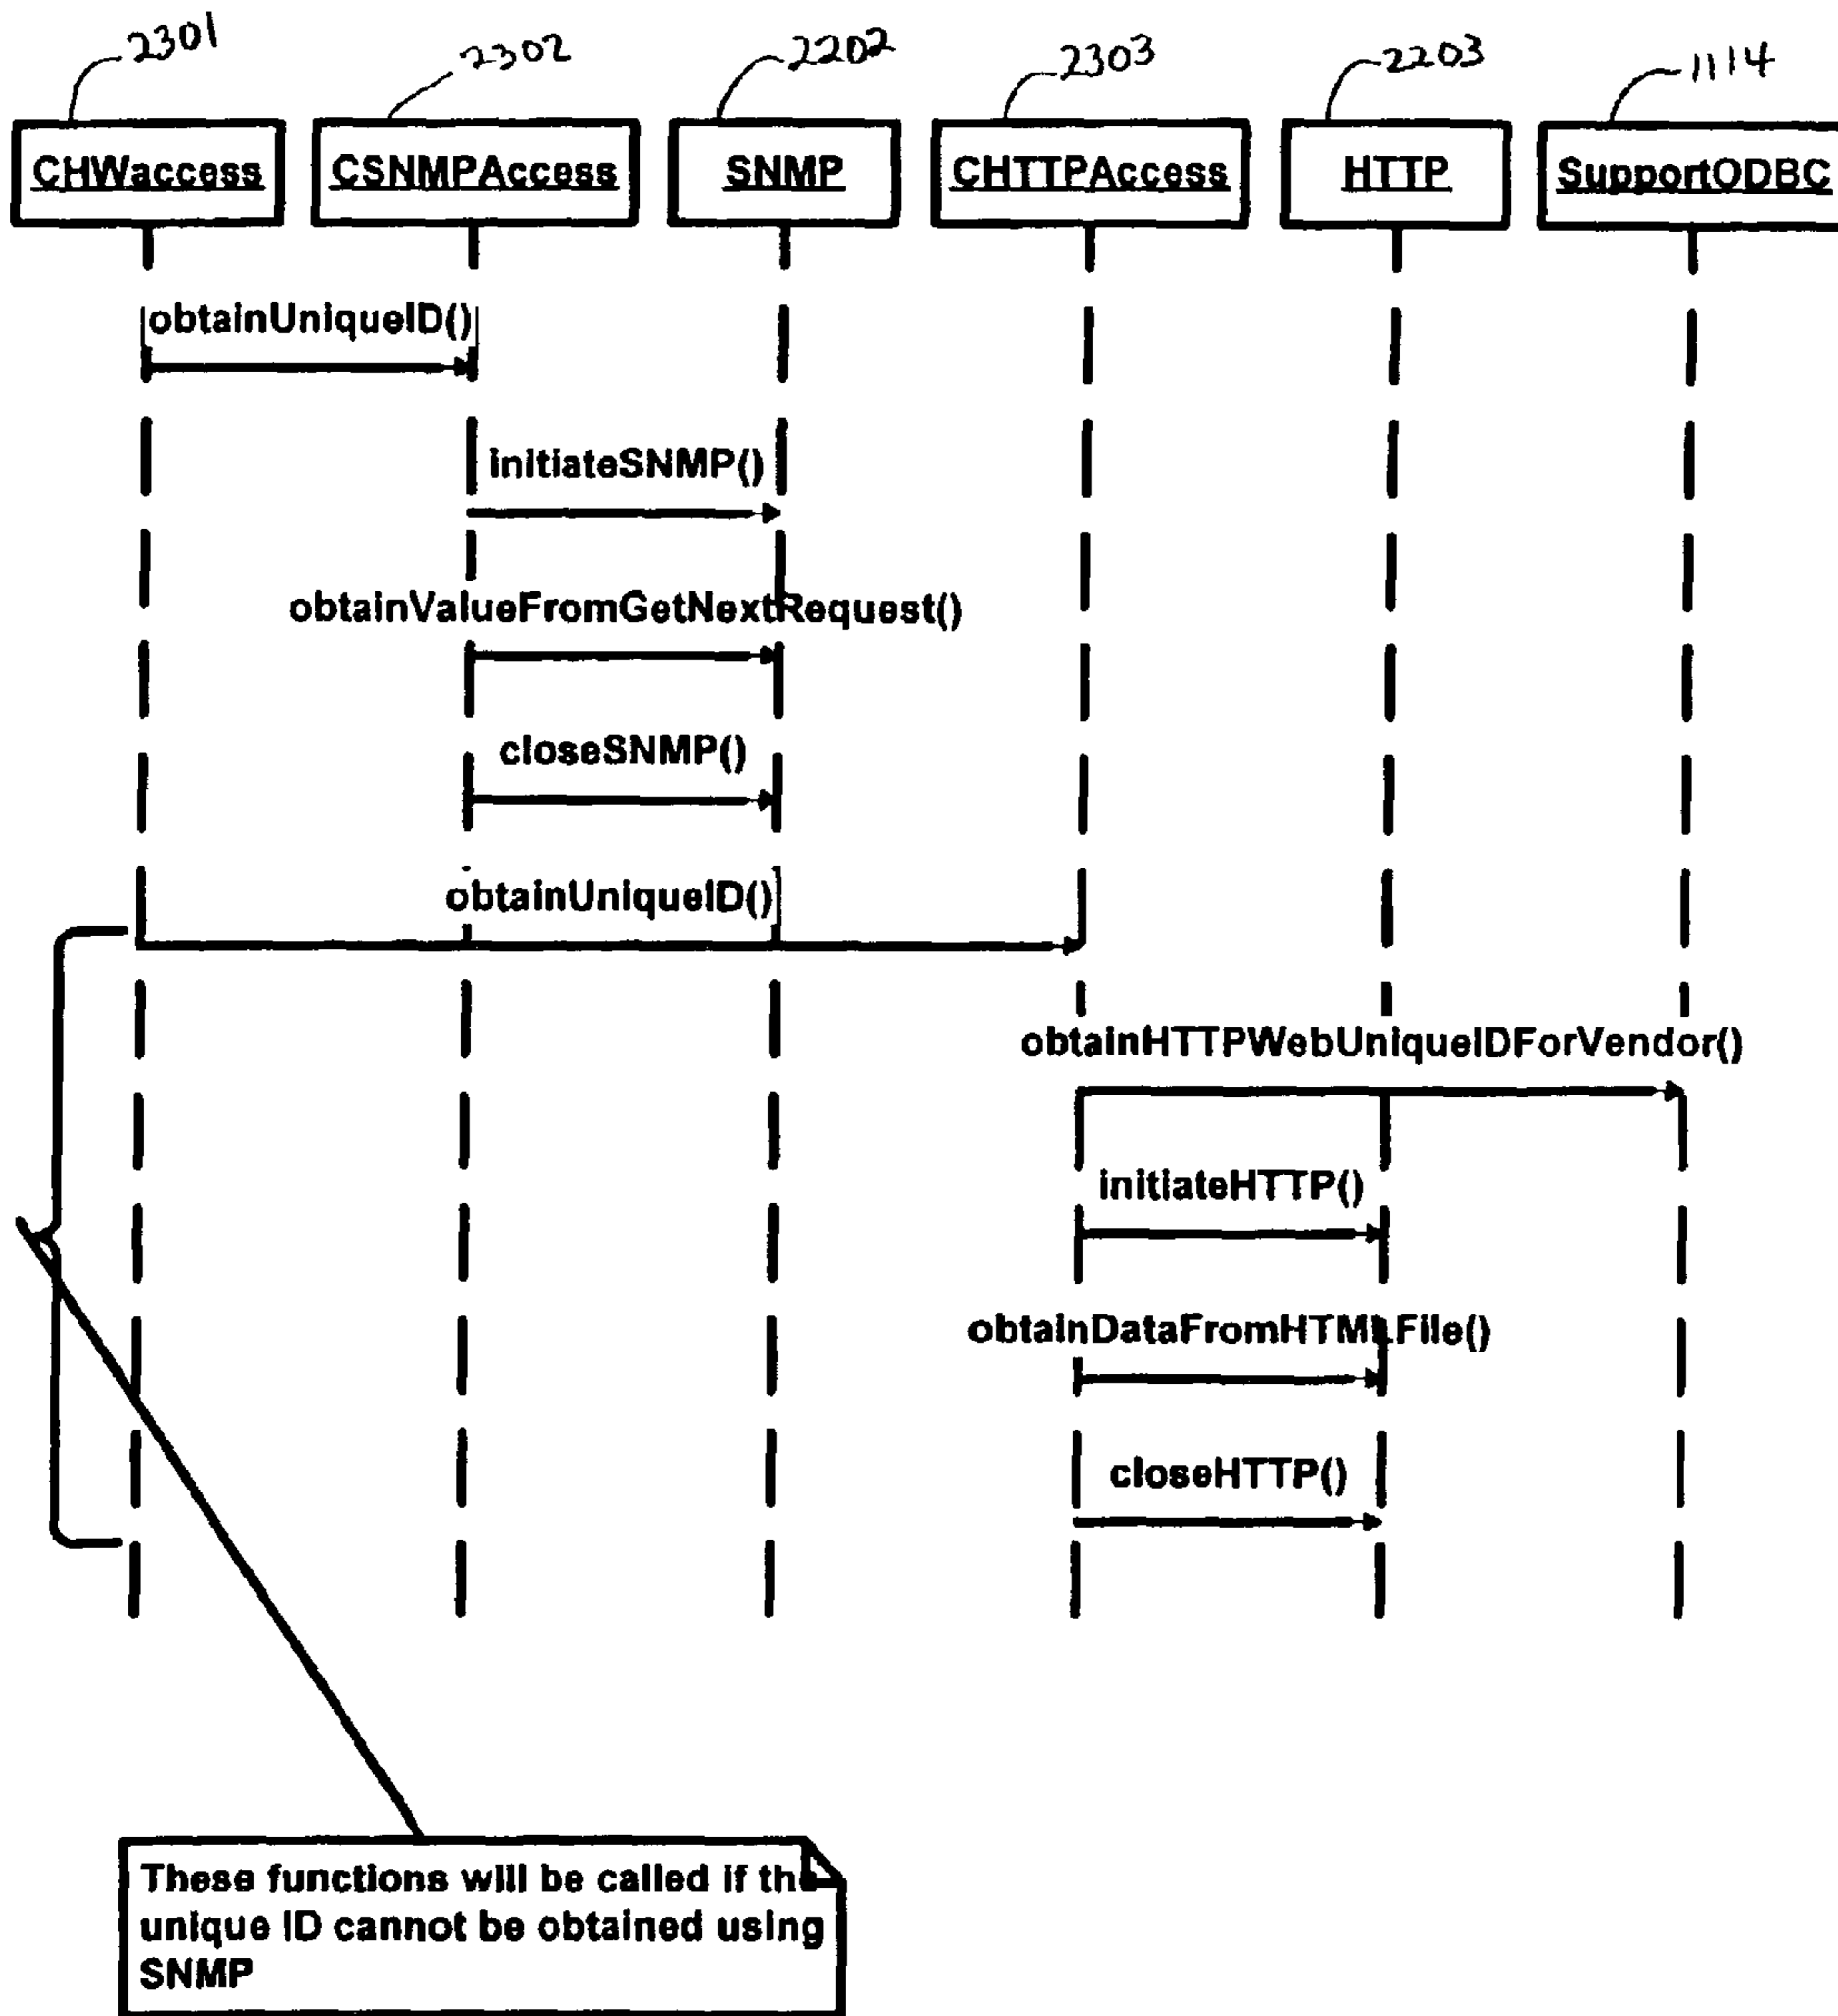 2301
2302
2202
2303
2203
1114
CHWaccess
CSNMPAccess
SNMP
CHTTPAccess
HTTP
SupportODBC
obtainUniqueID()
initiateSNMP()
obtainValueFromGetNextRequest()
closeSNMP()
obtainUniqueID()
obtainHTTPWebUniqueIDForVendor()
initiateHTTP()
obtainDataFromHTMLFile()
closeHTTP()
These functions will be called if the
unique ID cannot be obtained using
SNMP